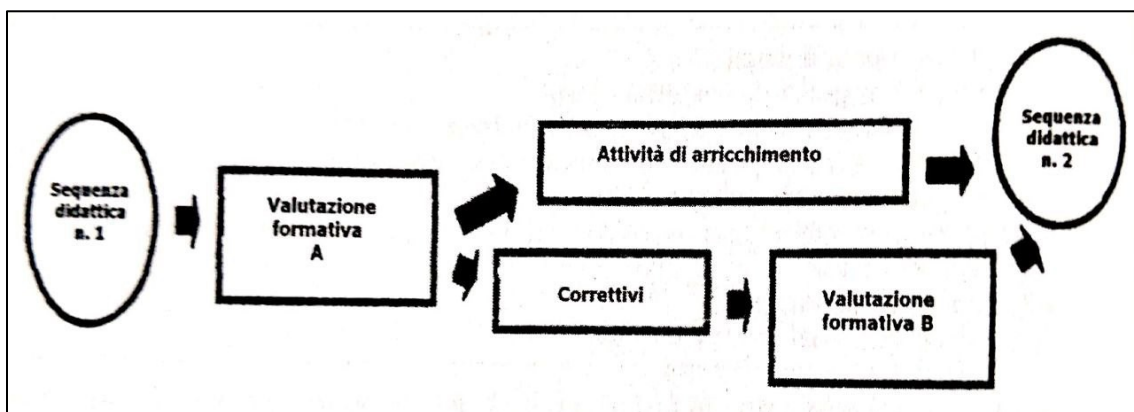 Sequenza
didattica
n. 1
Valutazione
formativa
A
Attività di arricchimento
Correttivi
Valutazione
formativa B
Sequenza
didattica
n. 2